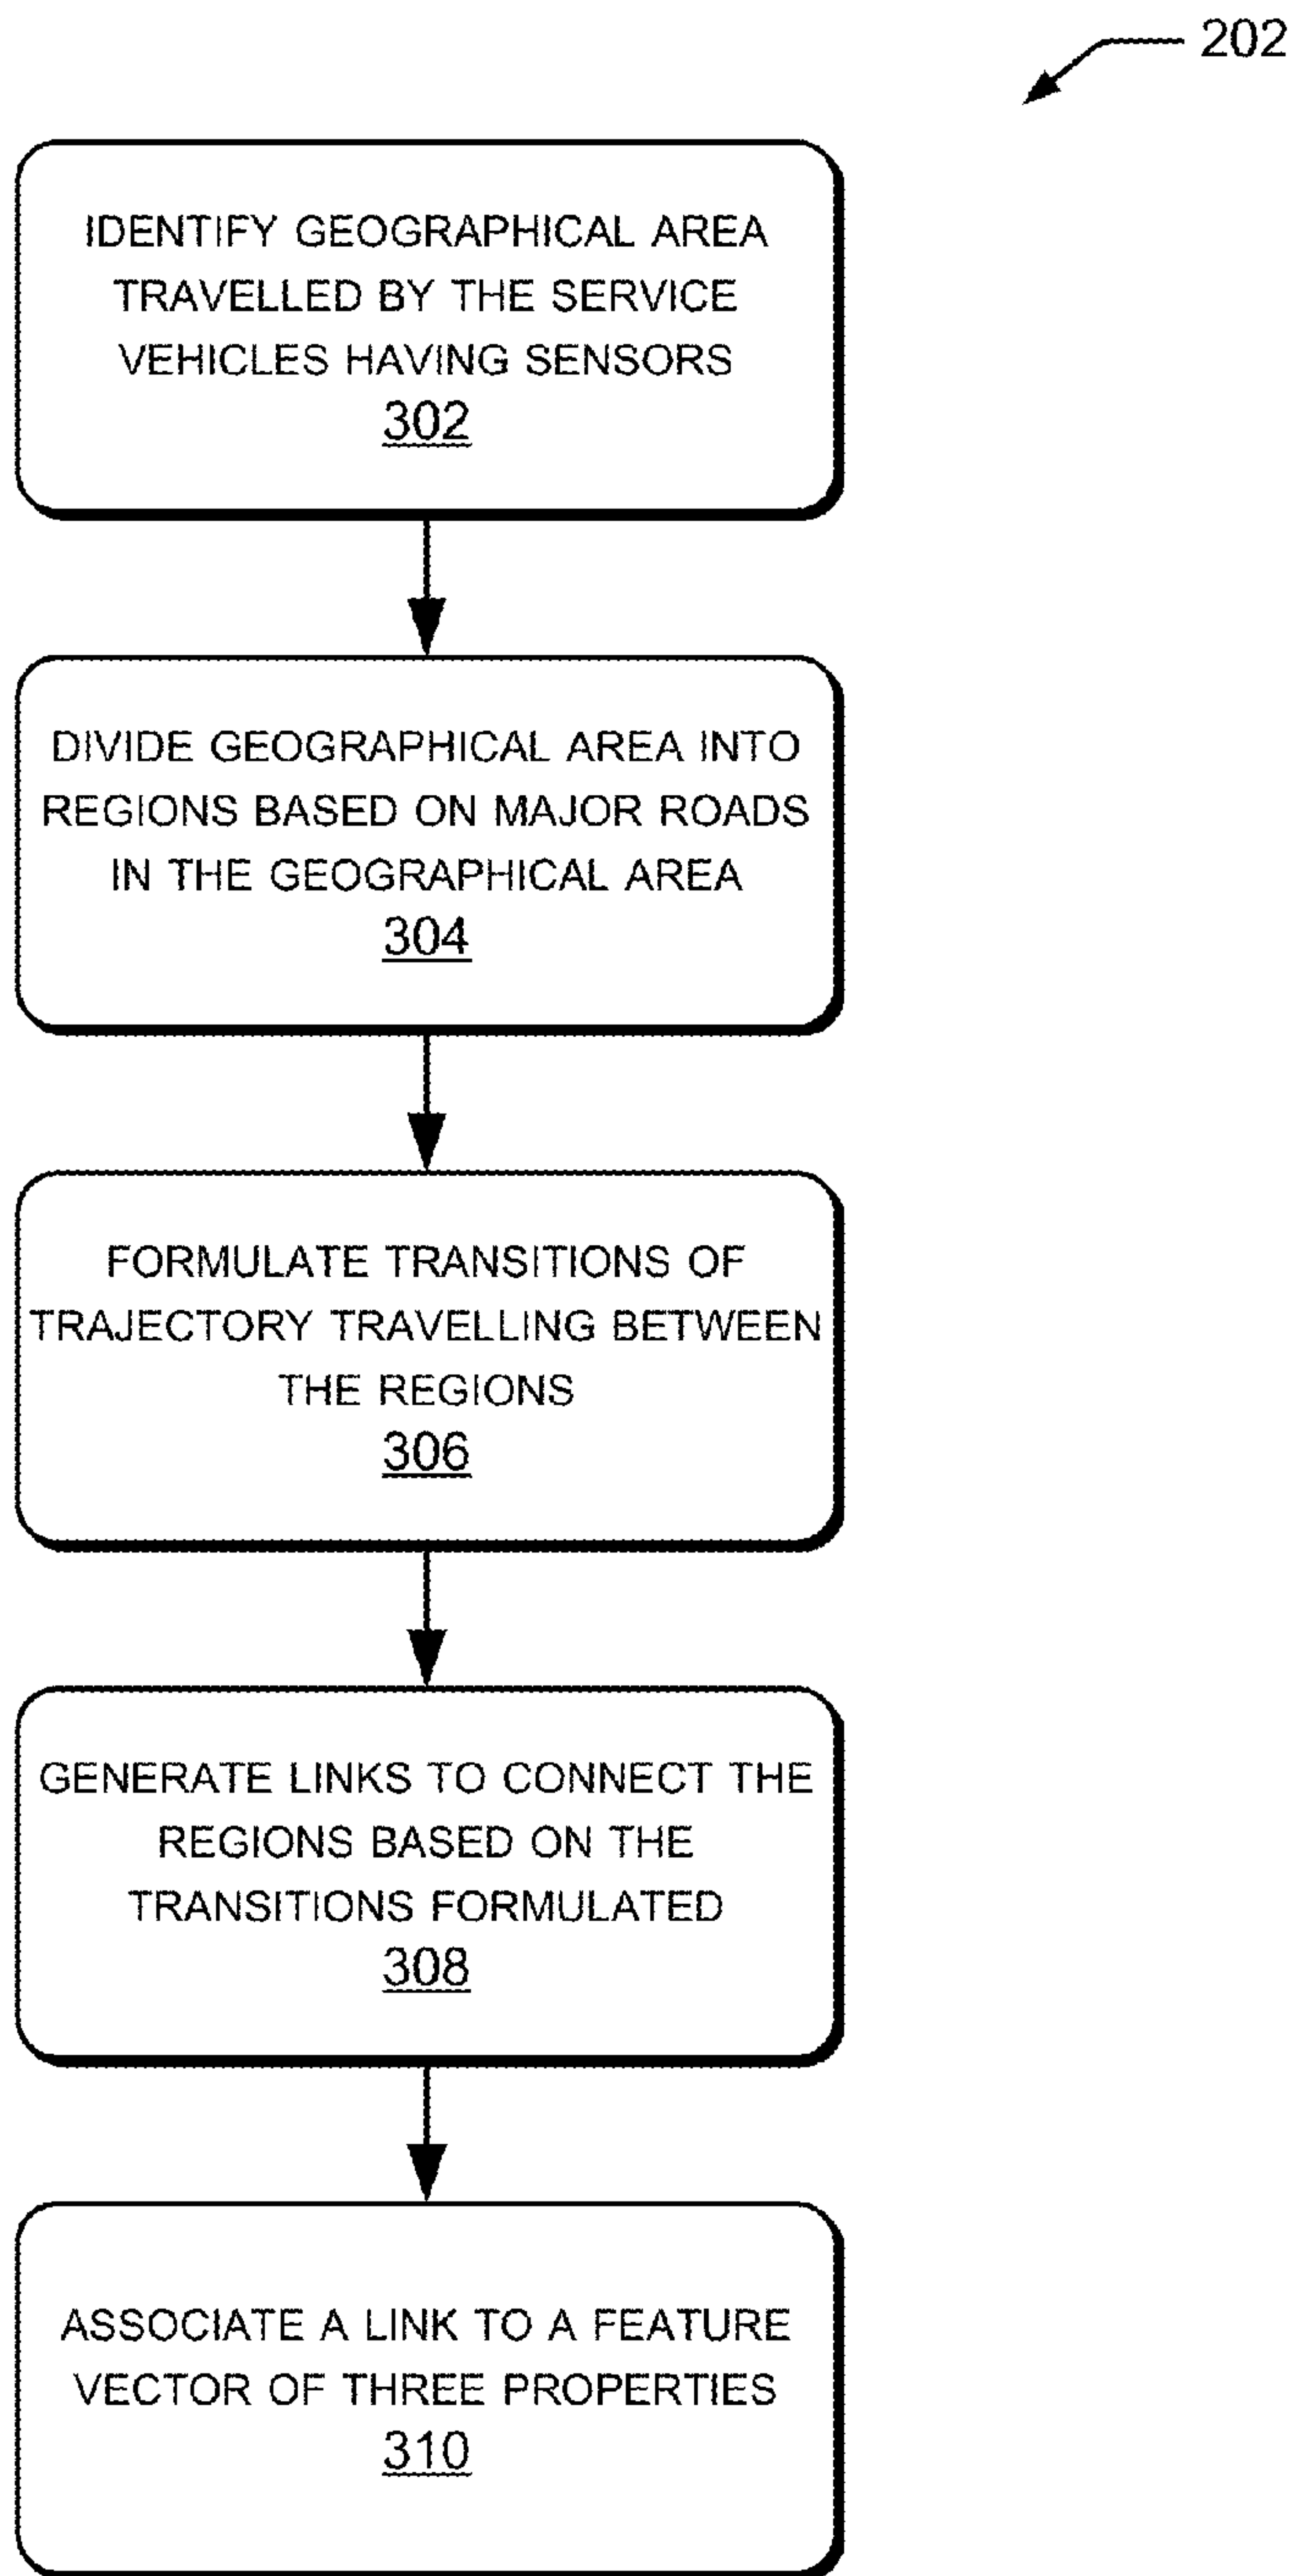 202
IDENTIFY GEOGRAPHICAL AREA
TRAVELLED BY THE SERVICE
VEHICLES HAVING SENSORS
302
DIVIDE GEOGRAPHICAL AREA INTO
REGIONS BASED ON MAJOR ROADS
IN THE GEOGRAPHICAL AREA
304
FORMULATE TRANSITIONS OF
TRAJECTORY TRAVELLING BETWEEN
THE REGIONS
306
GENERATE LINKS TO CONNECT THE
REGIONS BASED ON THE
TRANSITIONS FORMULATED
308
ASSOCIATE A LINK TO A FEATURE
VECTOR OF THREE PROPERTIES
310